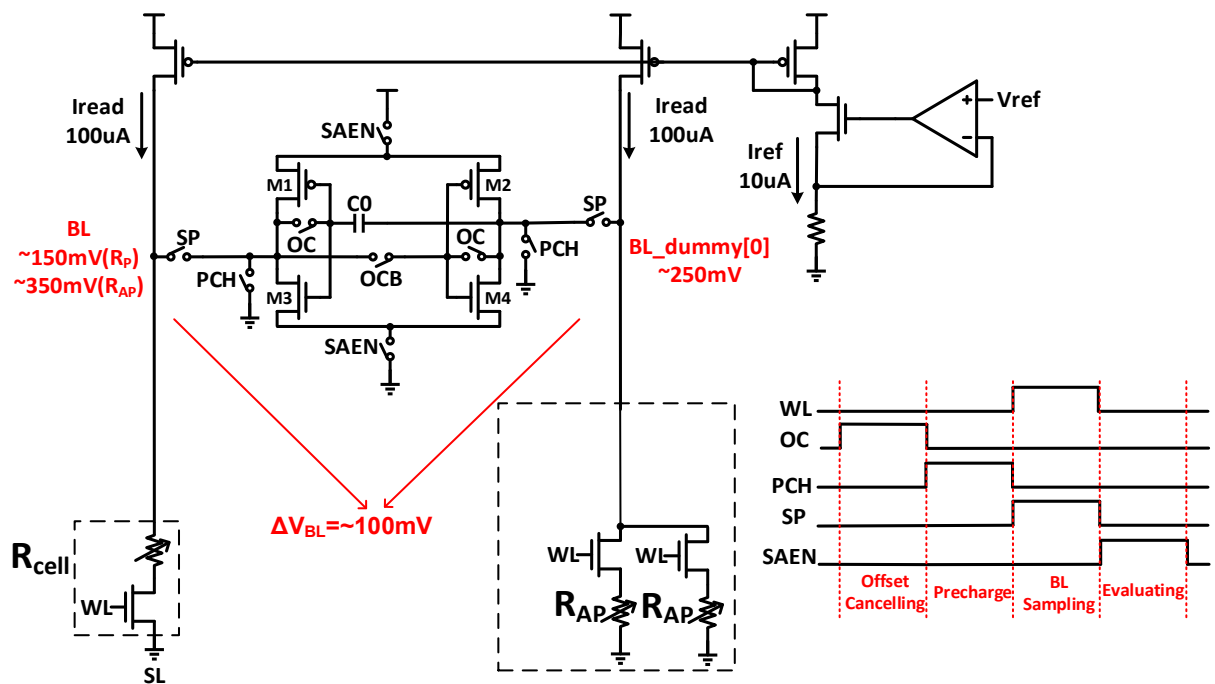 Iread
100uA
SAEN
M1
M2
C0
OC
OC
SP
SP
PCH
PCH
OCB
M3
M4
SAEN
BL
~150mV(RP)
~350mV(RAP)
Iread
100uA
BL_dummy[0]
~250mV
Iref
10uA
+
-
Vref
ΔVBL=~100mV
Rcell
WL
SL
WL
WL
RAP
RAP
WL
OC
PCH
SP
SAEN
Offset
Cancelling
Precharge
BL
Sampling
Evaluating